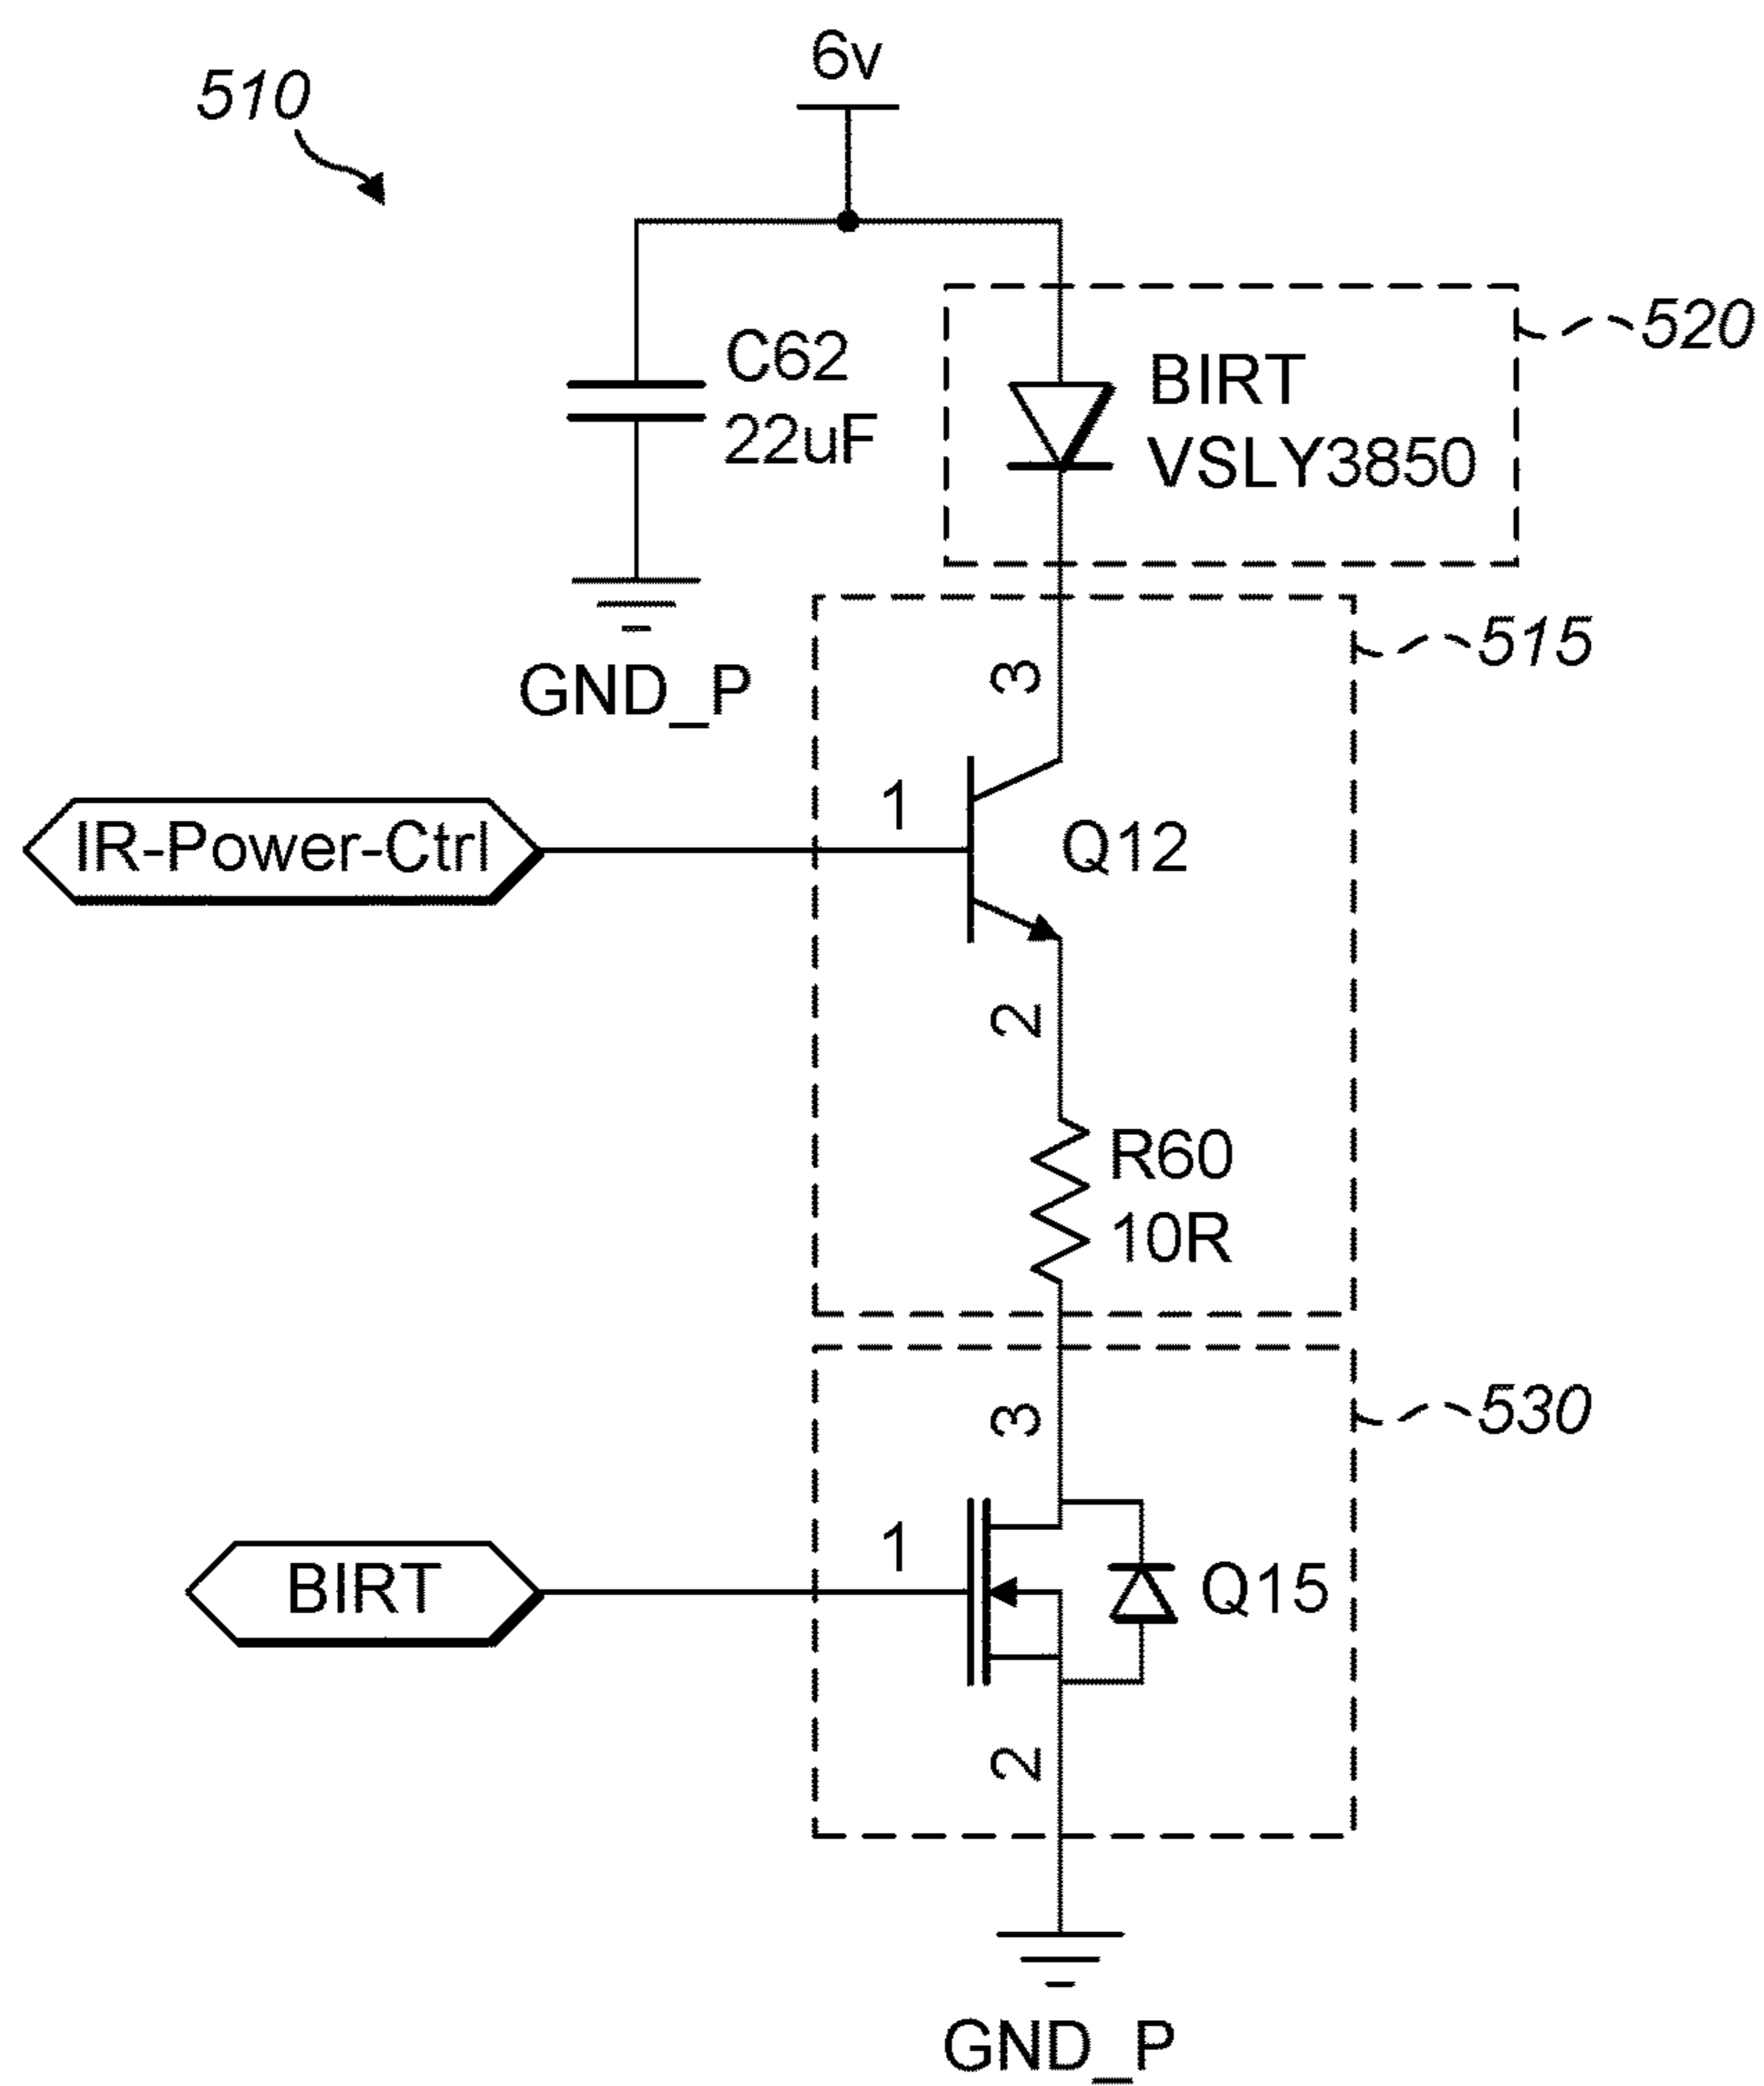 6v
510
520
C62
22uF
BIRT
VSLY3850
GND_P
515
3
1
IR-Power-Ctrl
Q12
2
R60
10R
530
3
1
BIRT
Q15
2
GND_P